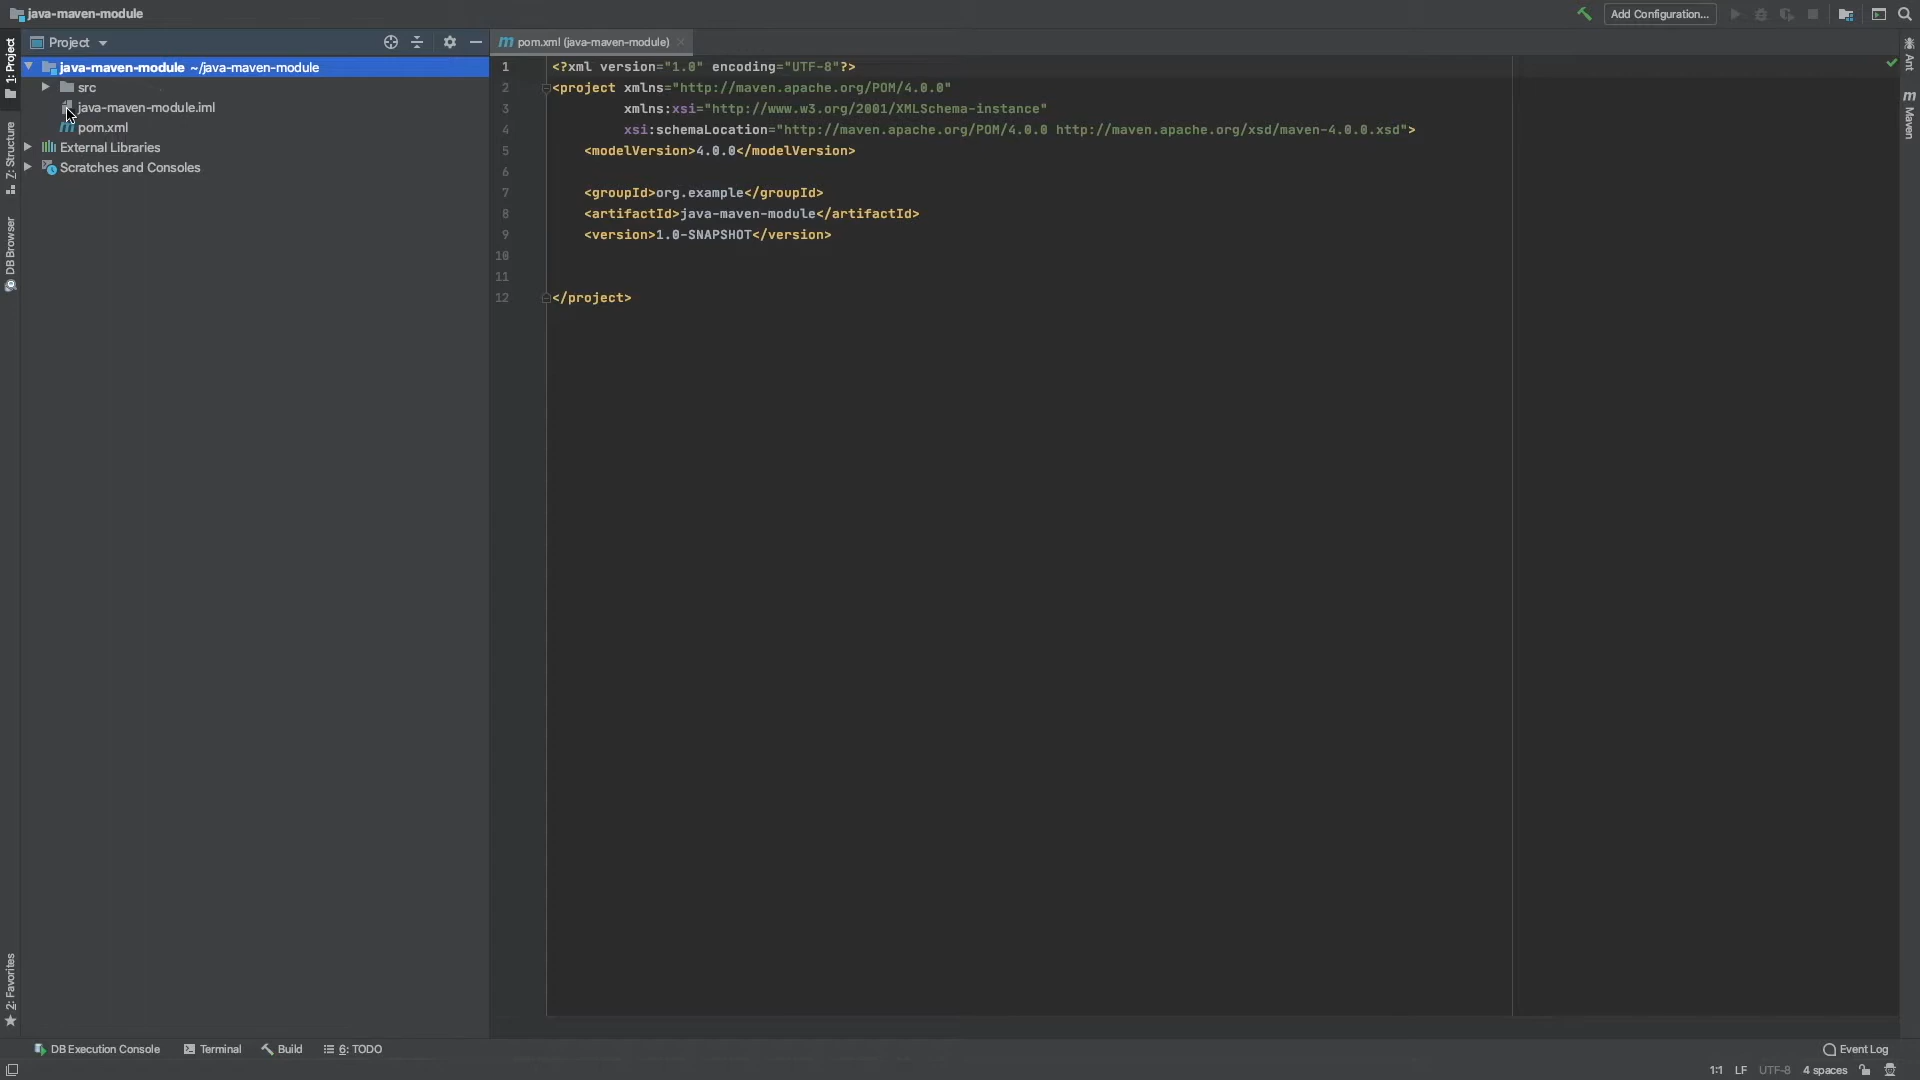 java-maven-module
Add Configuration...
Project
pom.xml (java-maven-module)
1: Project
Z: Structure
DB Browser
2: Favorites
java-maven-module ~/java-maven-module
src
java-maven-module.iml
pom.xml
External Libraries
Scratches and Consoles
1 <?xml version="1.0" encoding="UTF-8"?>
2 <project xmlns="http://maven.apache.org/POM/4.0.0"
3 xmlns:xsi="http://www.w3.org/2001/XMLSchema-instance"
4 xsi:schemaLocation="http://maven.apache.org/POM/4.0.0 http://maven.apache.org/xsd/maven-4.0.0.xsd">
5 <modelVersion>4.0.0</modelVersion>
6
7 <groupId>org.example</groupId>
8 <artifactId>java-maven-module</artifactId>
9 <version>1.0-SNAPSHOT</version>
10
11
12 </project>
Ant
m Maven
DB Execution Console Terminal Build 6: TODO
Event Log
1:1 LF UTF-8 4 spaces